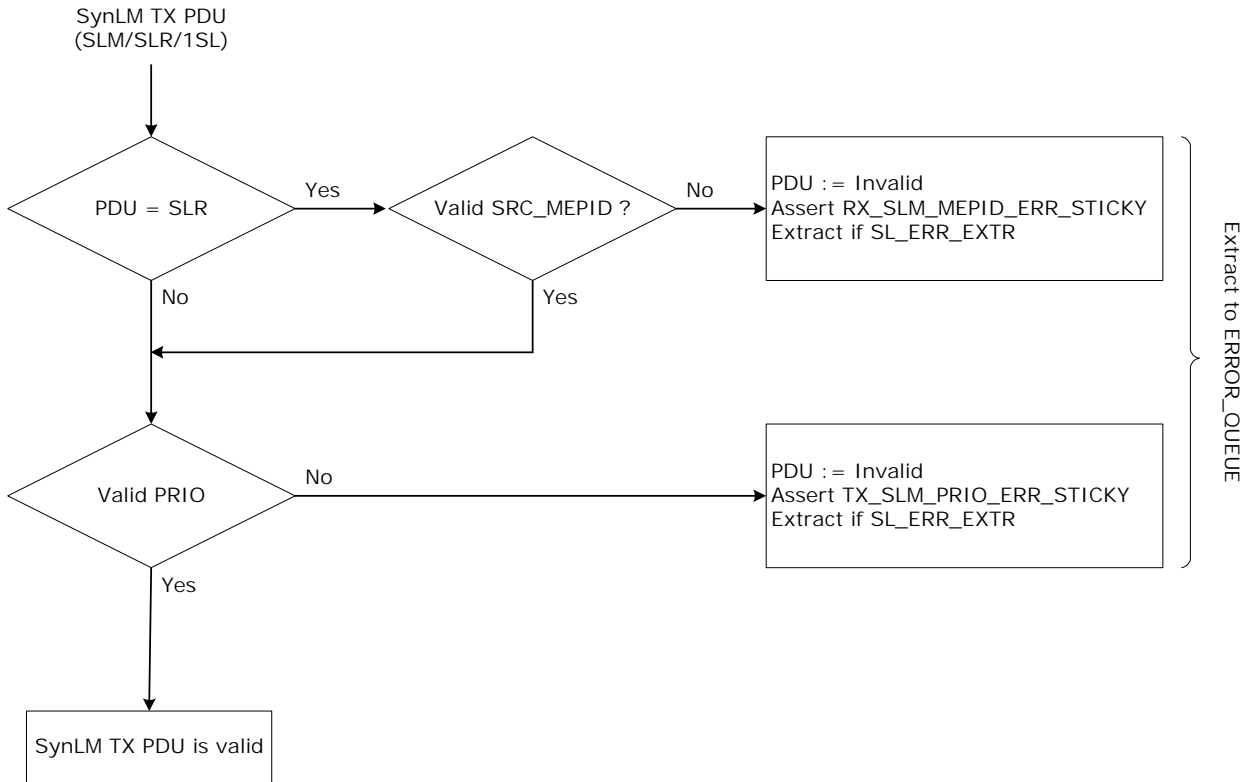 SynLM TX PDU
(SLM/SLR/1SL)
PDU = SLR
Yes
Valid SRC_MEPID ?
No
PDU := Invalid
Assert RX_SLM_MEPID_ERR_STICKY
Extract if SL_ERR_EXTR
No
Yes
Extract to ERROR_QUEUE
Valid PRIO
No
PDU := Invalid
Assert TX_SLM_PRIO_ERR_STICKY
Extract if SL_ERR_EXTR
Yes
SynLM TX PDU is valid